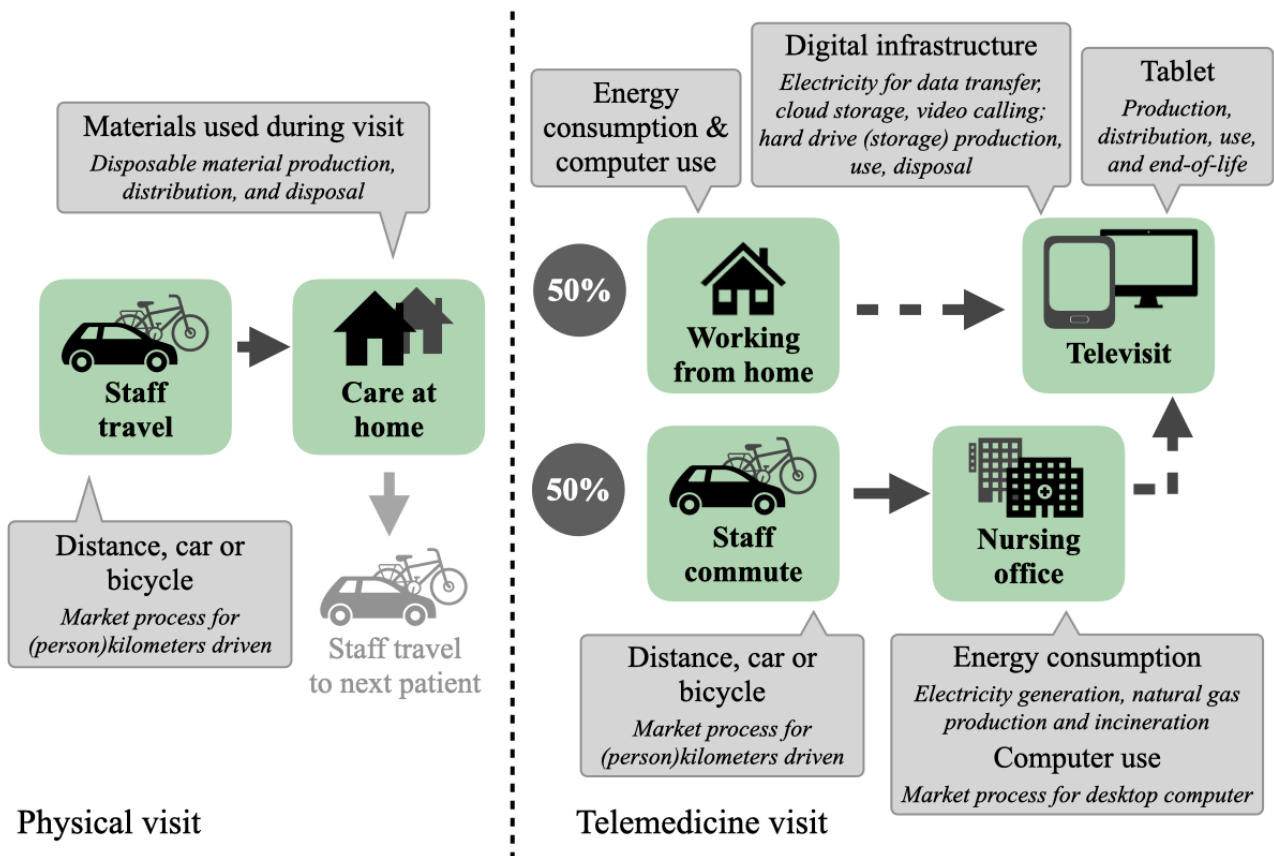 Materials used during visit
Disposable material production,
distribution, and disposal
Staff
travel
Care at
home
Distance, car or
bicycle
Market process for
(person)kilometers driven
Staff travel
to next patient
Physical visit
Energy
consumption &
computer use
Digital infrastructure
Electricity for data transfer,
cloud storage, video calling;
hard drive (storage) production,
use, disposal
Tablet
Production,
distribution, use,
and end-of-life
50%
Working
from home
Televisit
50%
Staff
commute
Nursing
office
Distance, car or
bicycle
Market process for
(person)kilometers driven
Energy consumption
Electricity generation, natural gas
production and incineration
Computer use
Market process for desktop computer
Telemedicine visit